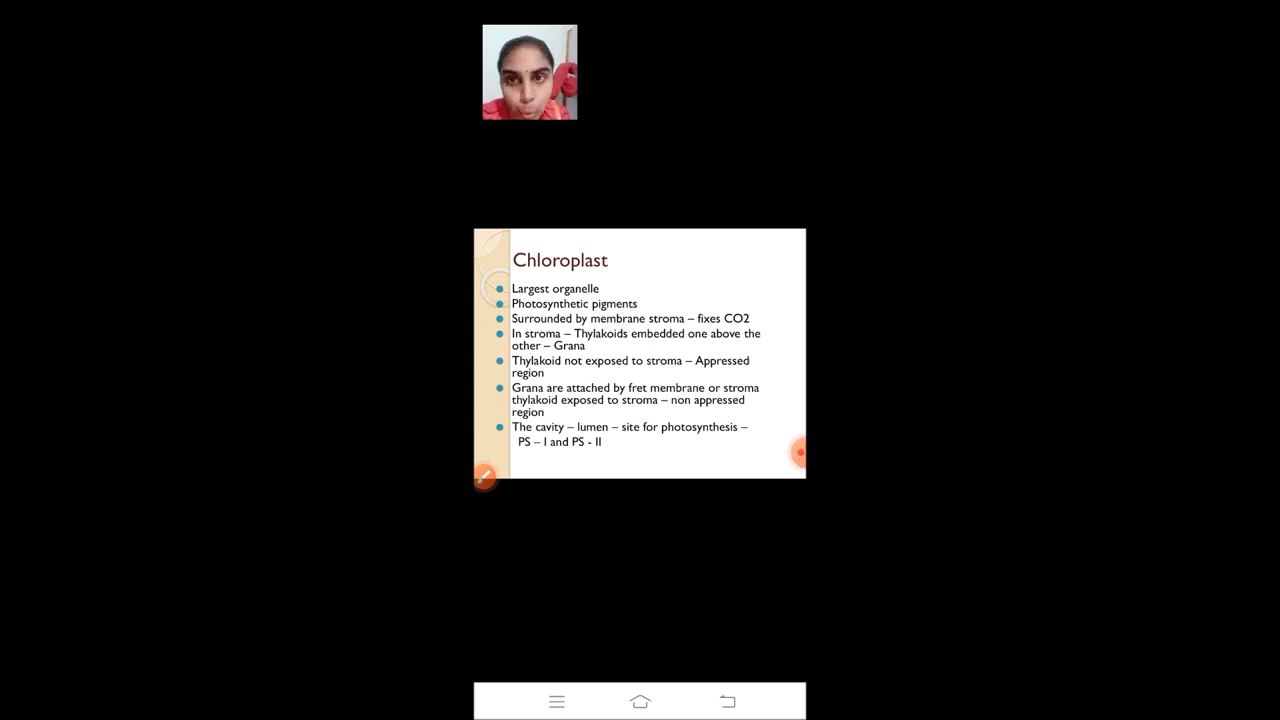 Chloroplast
Largest organelle
Photosynthetic pigments
Surrounded by membrane stroma – fixes CO2
In stroma – Thylakoids embedded one above the
other – Grana
Thylakoid not exposed to stroma – Appressed
region
Grana are attached by fret membrane or stroma
thylakoid exposed to stroma – non appressed
region
The cavity – lumen – site for photosynthesis –
PS – I and PS - II